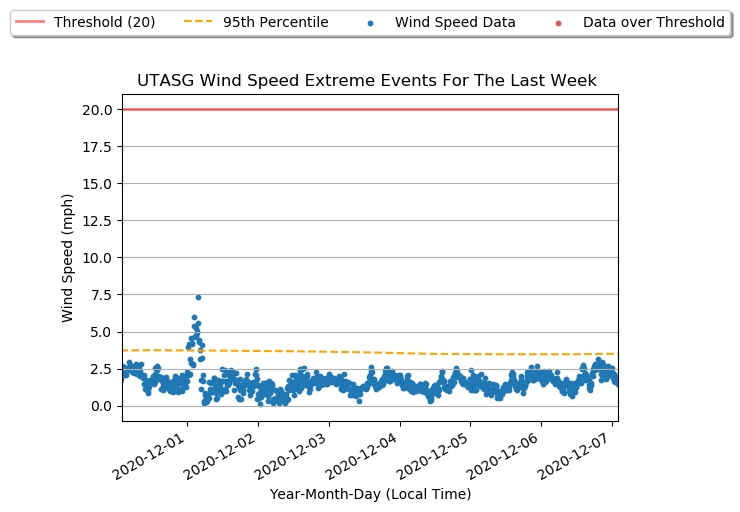 Threshold (20) 95th Percentile Wind Speed Data Data over Threshold
UTASG Wind Speed Extreme Events For The Last Week
20.0
17.5
15.0
12.5
10.0
7.5
5.0
2.5
0.0
Wind Speed (mph)
2020-12-01 2020-12-02 2020-12-03 2020-12-04 2020-12-05 2020-12-06 2020-12-07
Year-Month-Day (Local Time)